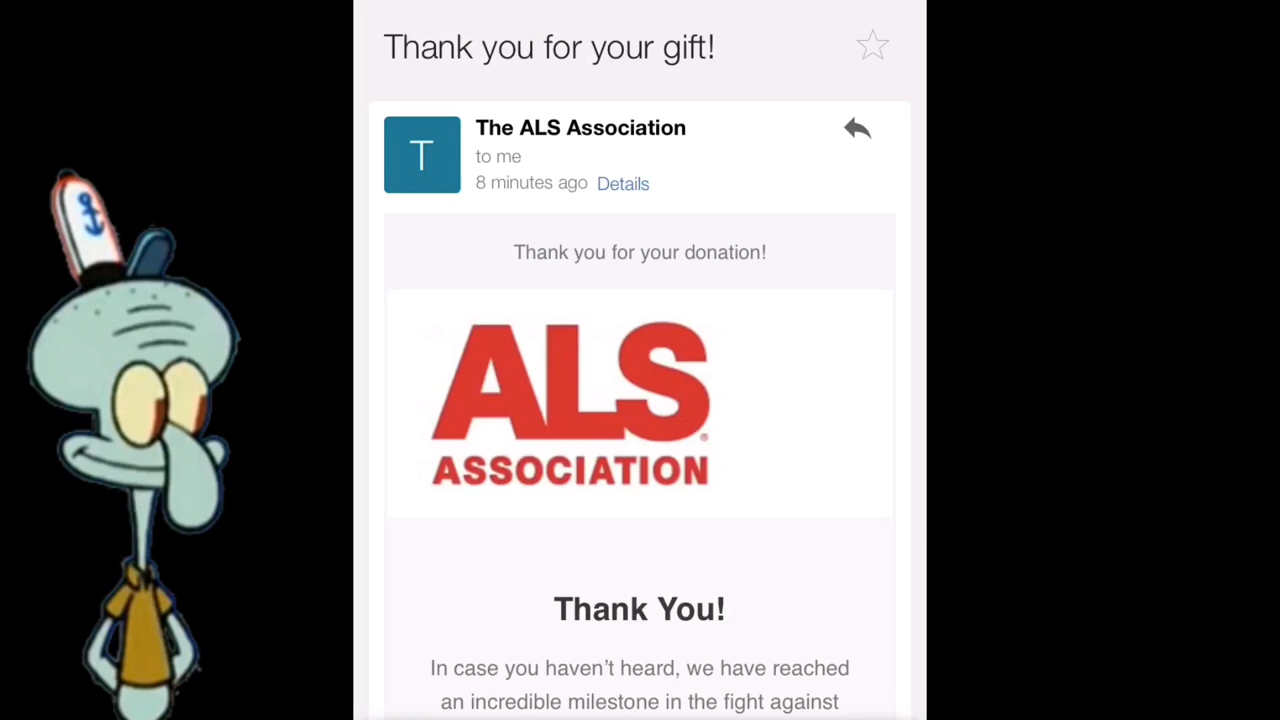 Thank you for your gift!
T
The ALS Association
to me
8 minutes ago Details
Thank you for your donation!
ALS
ASSOCIATION
Thank You!
In case you haven’t heard, we have reached
an incredible milestone in the fight against